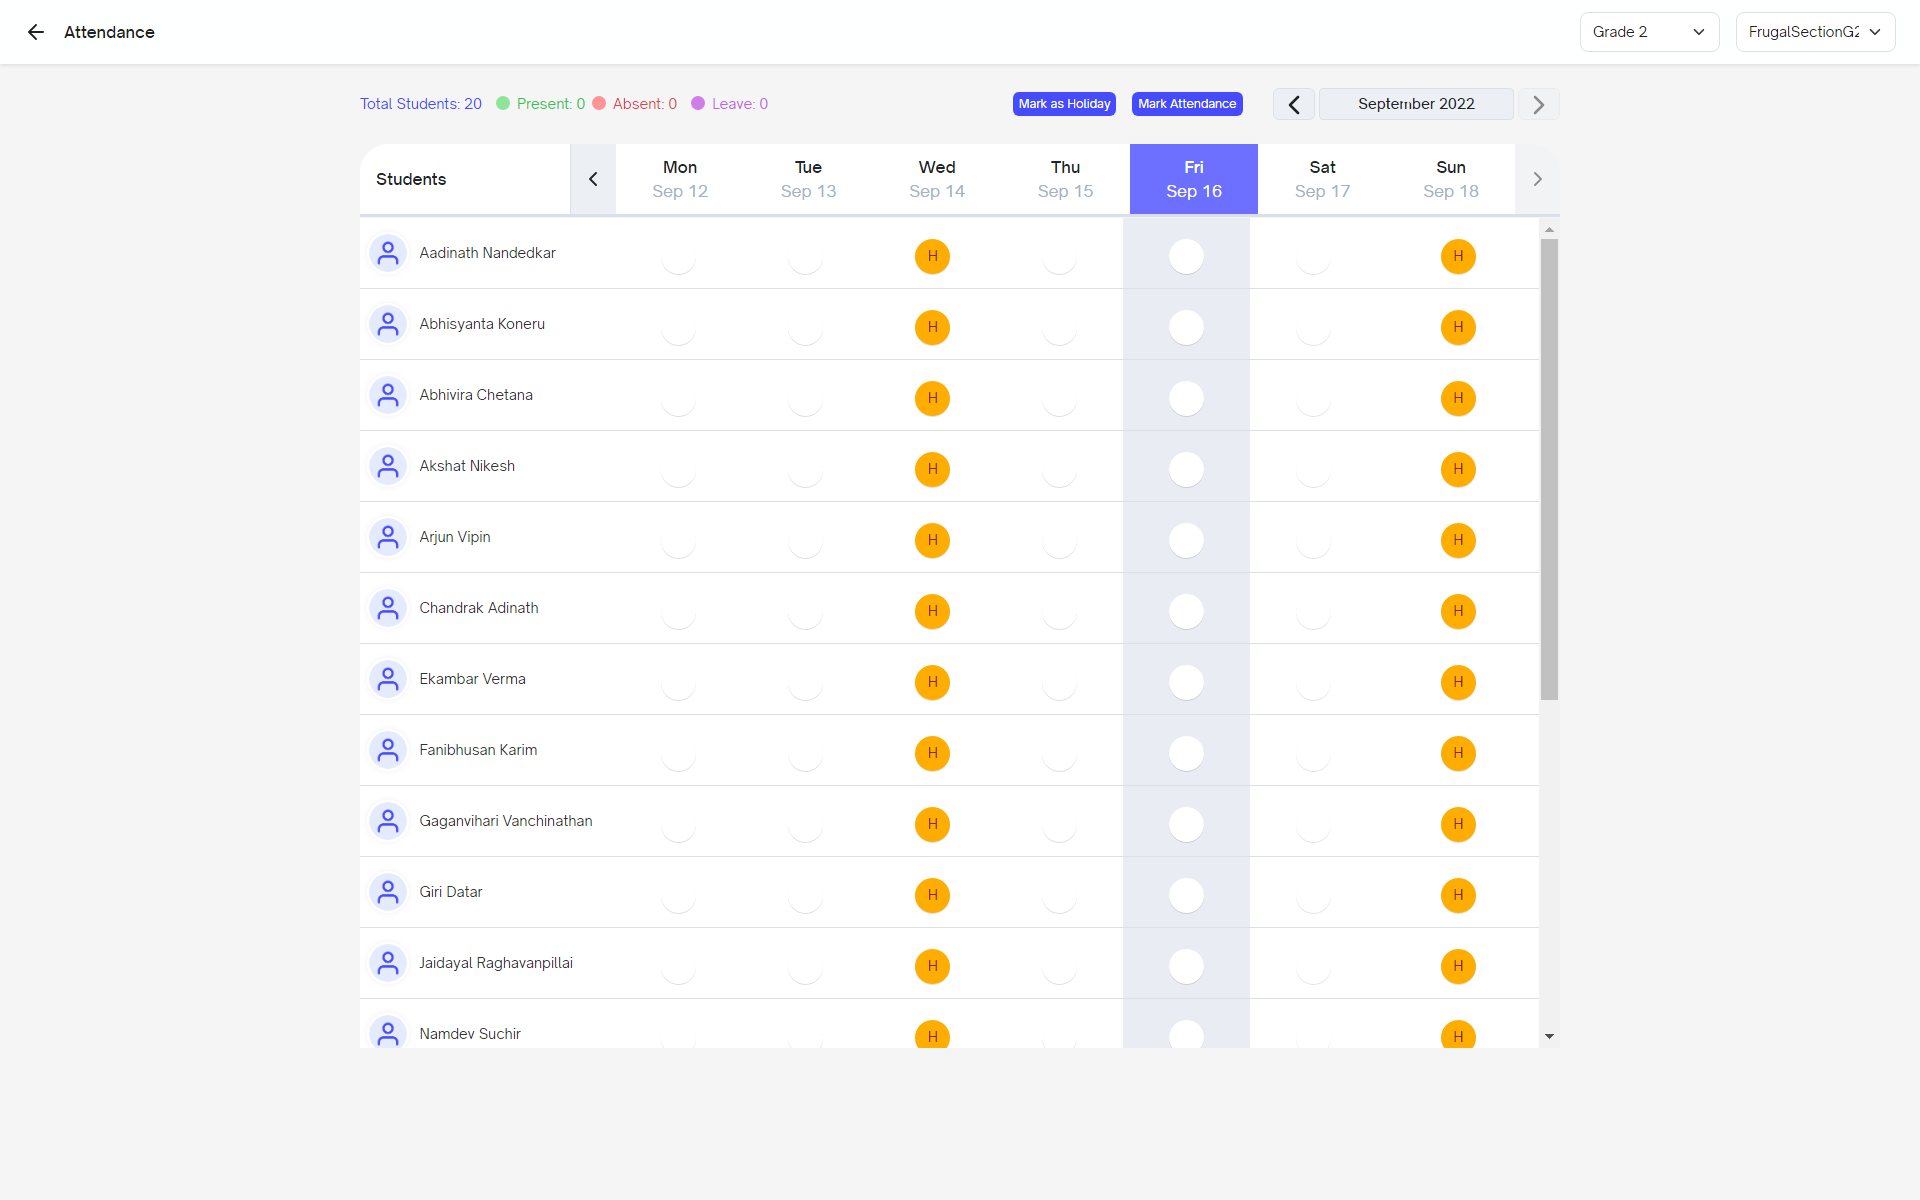 Attendance
Grade 2
FrugalSectionG2
Total Students: 20 Present: 0 Absent: 0 Leave: 0
Mark as Holiday
Mark Attendance
September 2022
Students Mon Tue Wed Thu Fri Sat Sun
Sep 12 Sep 13 Sep 14 Sep 15 Sep 16 Sep 17 Sep 18
Aadinath Nandedkar H H
Abhisyanta Koneru H H
Abhivira Chetana H H
Akshat Nikesh H H
Arjun Vipin H H
Chandrak Adinath H H
Ekambar Verma H H
Fanibhusan Karim H H
Gaganvihari Vanchinathan H H
Giri Datar H H
Jaidayal Raghavanpillai H H
Namdev Suchir H H